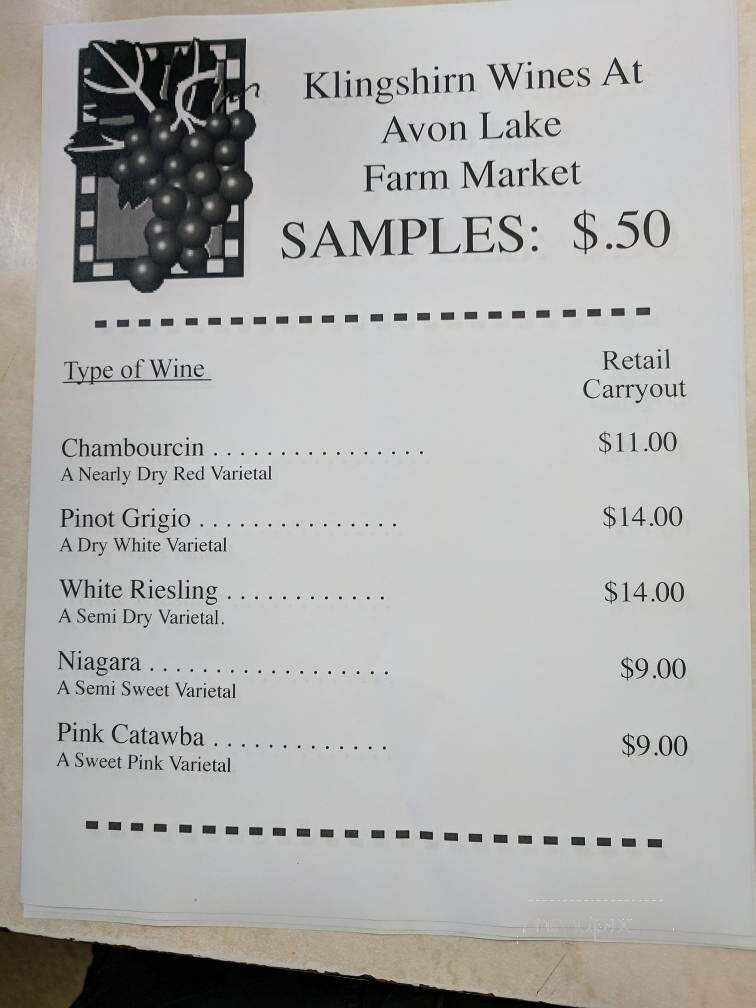 Klingshirn Wines At
Avon Lake
Farm Market
SAMPLES: $.50
Type of Wine
Retail
Carryout
Chambourcin . . . . . . . . . . . . . . . . $11.00
A Nearly Dry Red Varietal
Pinot Grigio . . . . . . . . . . . . . . . $14.00
A Dry White Varietal
White Riesling . . . . . . . . . . . . $14.00
A Semi Dry Varietal.
Niagara . . . . . . . . . . . . . . . . . . $9.00
A Semi Sweet Varietal
Pink Catawba . . . . . . . . . . . . . $9.00
A Sweet Pink Varietal